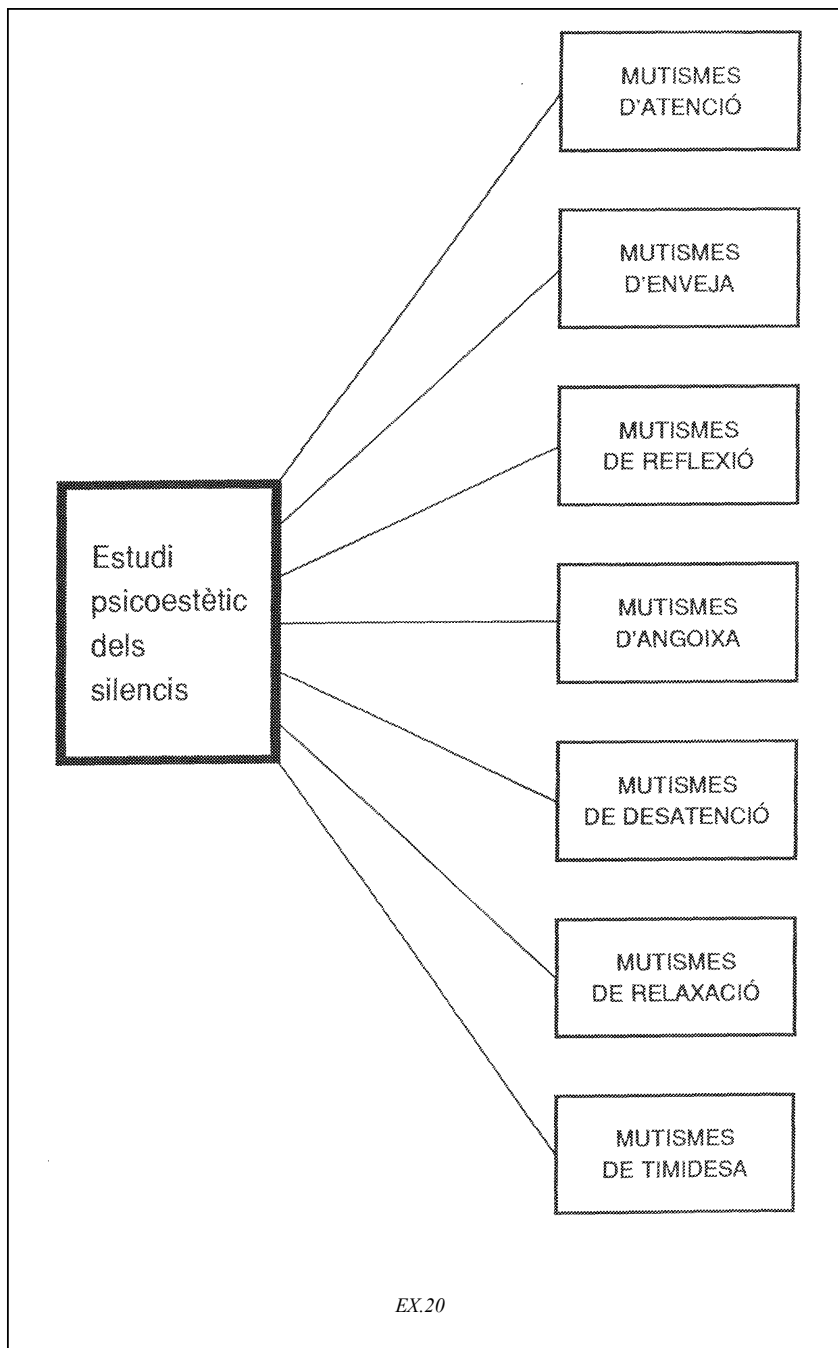 MUTISMES
D'ATENCIÓ
MUTISMES
D'ENVEJA
MUTISMES
DE REFLEXIÓ
Estudi
psicoestètic
dels
silencis
MUTISMES
D'ANGOIXA
MUTISMES
DE DESATENCIÓ
MUTISMES
DE RELAXACIÓ
MUTISMES
DE TIMIDESA
EX.20